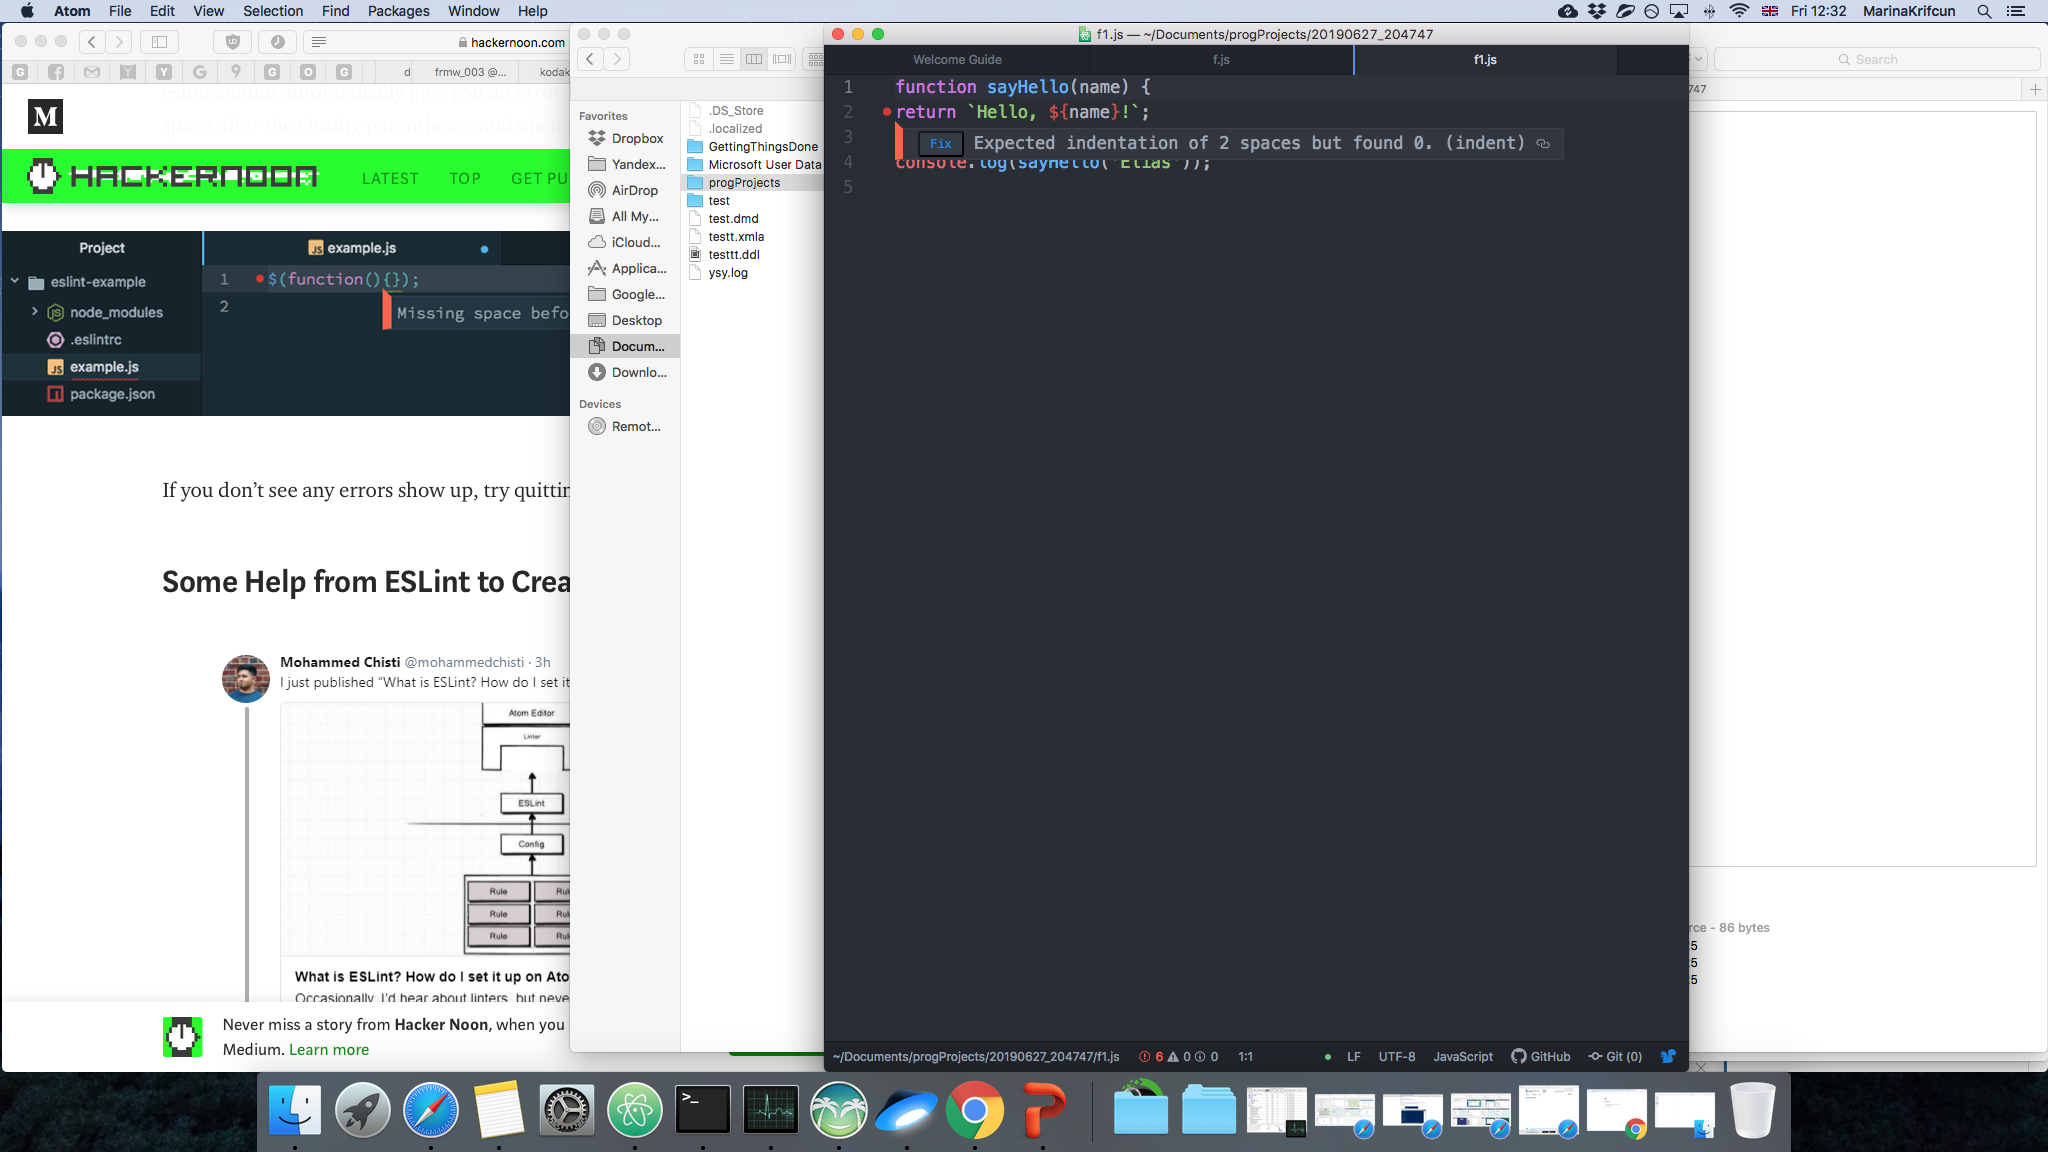 Atom File Edit View Selection Find Packages Window Help
Fri 12:32 MarinaKrifcun
hackernoon.com
frmw_003 @...
kodak
eslint should automatically give you an erro
space after the closing parentheses and openi
M
HACKERNOON
LATEST TOP GET PU
Project
example.js
eslint-example
node_modules
.eslintrc
example.js
package.json
1 $(function(){});
2
Missing space befo
If you don’t see any errors show up, try quittin
Some Help from ESLint to Crea
Mohammed Chisti @mohammedchisti · 3h
I just published “What is ESLint? How do I set it
Atom Editor
Linter
ESLint
Config
Rule Rul
Rule Rul
Rule Rul
What is ESLint? How do I set it up on Ato
Occasionally, I'd hear about linters, but neve
Never miss a story from Hacker Noon, when you
Medium. Learn more
Favorites
Dropbox
Yandex...
AirDrop
All My...
iCloud...
Applica...
Google...
Desktop
Docum...
Downlo...
Devices
Remot...
.DS_Store
.localized
GettingThingsDone
Microsoft User Data
progProjects
test
test.dmd
testt.xmla
testtt.ddl
ysy.log
f1.js — ~/Documents/progProjects/20190627_204747
Welcome Guide f.js f1.js
1 function sayHello(name) {
2 return `Hello, ${name}!`;
3
Fix Expected indentation of 2 spaces but found 0. (indent)
4 console.log(sayHello('Elias'));
5
~/Documents/progProjects/20190627_204747/f1.js 6 0 0 1:1 LF UTF-8 JavaScript GitHub Git (0)
Search
747
rce - 86 bytes
:5
:5
:5